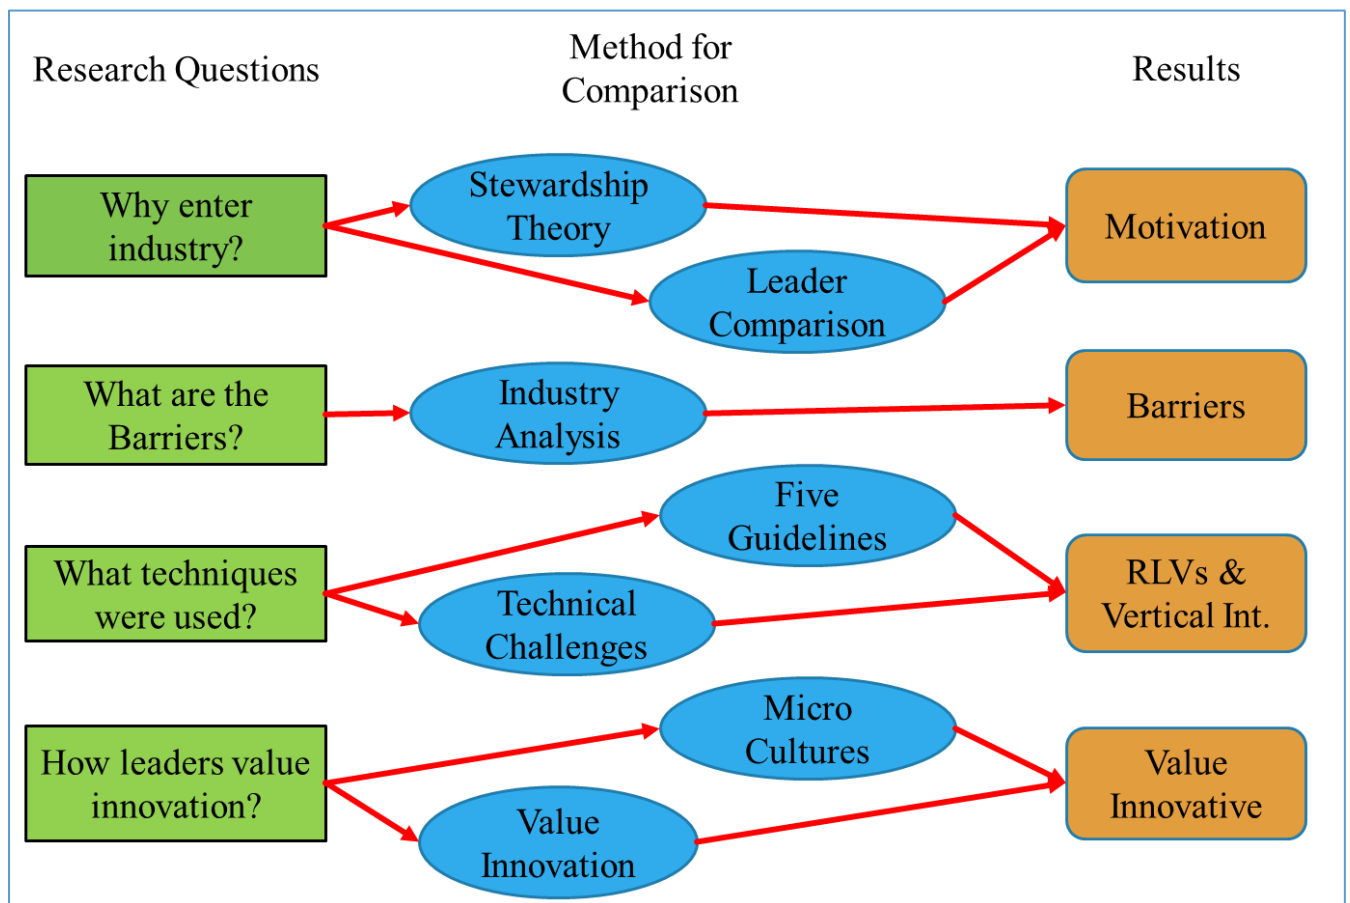 Research Questions
Method for
Comparison
Results
Why enter
industry?
Stewardship
Theory
Leader
Comparison
Motivation
What are the
Barriers?
Industry
Analysis
Barriers
What techniques
were used?
Five
Guidelines
Technical
Challenges
RLVs &
Vertical Int.
How leaders value
innovation?
Micro
Cultures
Value
Innovation
Value
Innovative